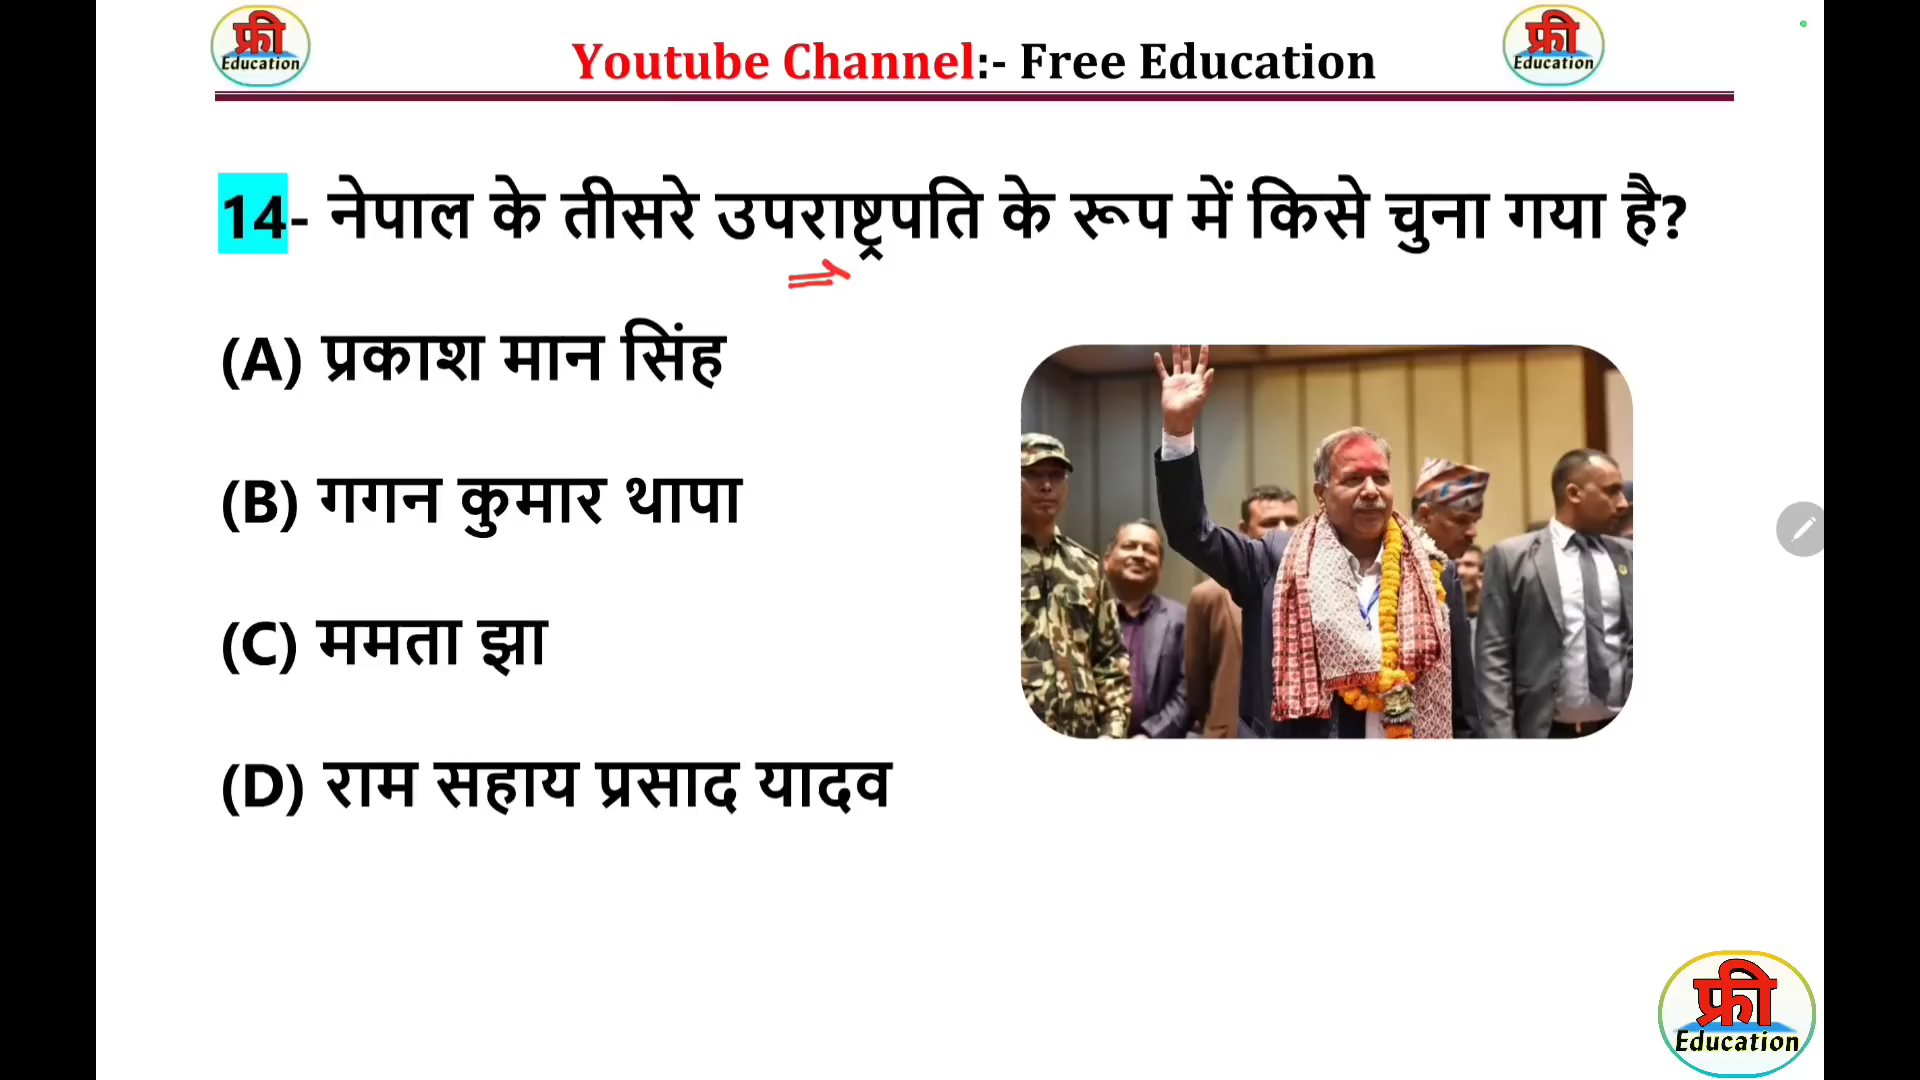 फ्री
Education
Youtube Channel:- Free Education
फ्री
Education
14- नेपाल के तीसरे उपराष्ट्रपति के रूप में किसे चुना गया है?
(A) प्रकाश मान सिंह
(B) गगन कुमार थापा
(C) ममता झा
(D) राम सहाय प्रसाद यादव
फ्री
Education